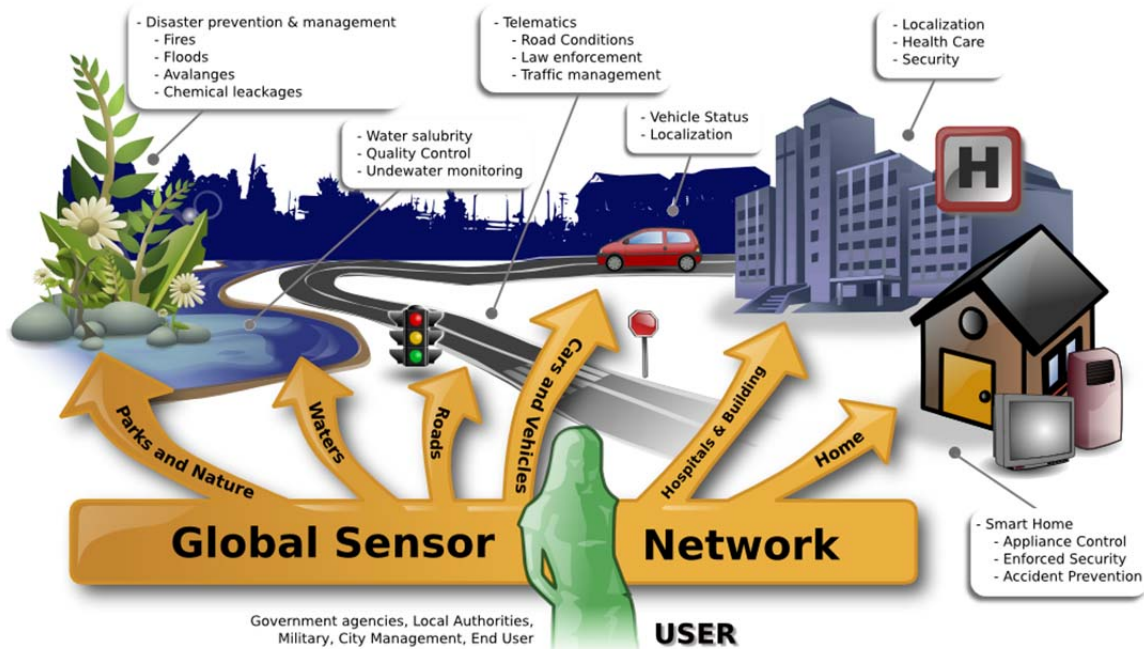 - Disaster prevention & management
- Fires
- Floods
- Avalanges
- Chemical leackages
- Telematics
- Road Conditions
- Law enforcement
- Traffic management
- Localization
- Health Care
- Security
- Vehicle Status
- Localization
- Water salubrity
- Quality Control
- Undewater monitoring
H
Parks and Nature
Waters
Roads
Cars and Vehicles
Hospitals & Building
Home
Global Sensor Network
- Smart Home
- Appliance Control
- Enforced Security
- Accident Prevention
Government agencies, Local Authorities,
Military, City Management, End User
USER